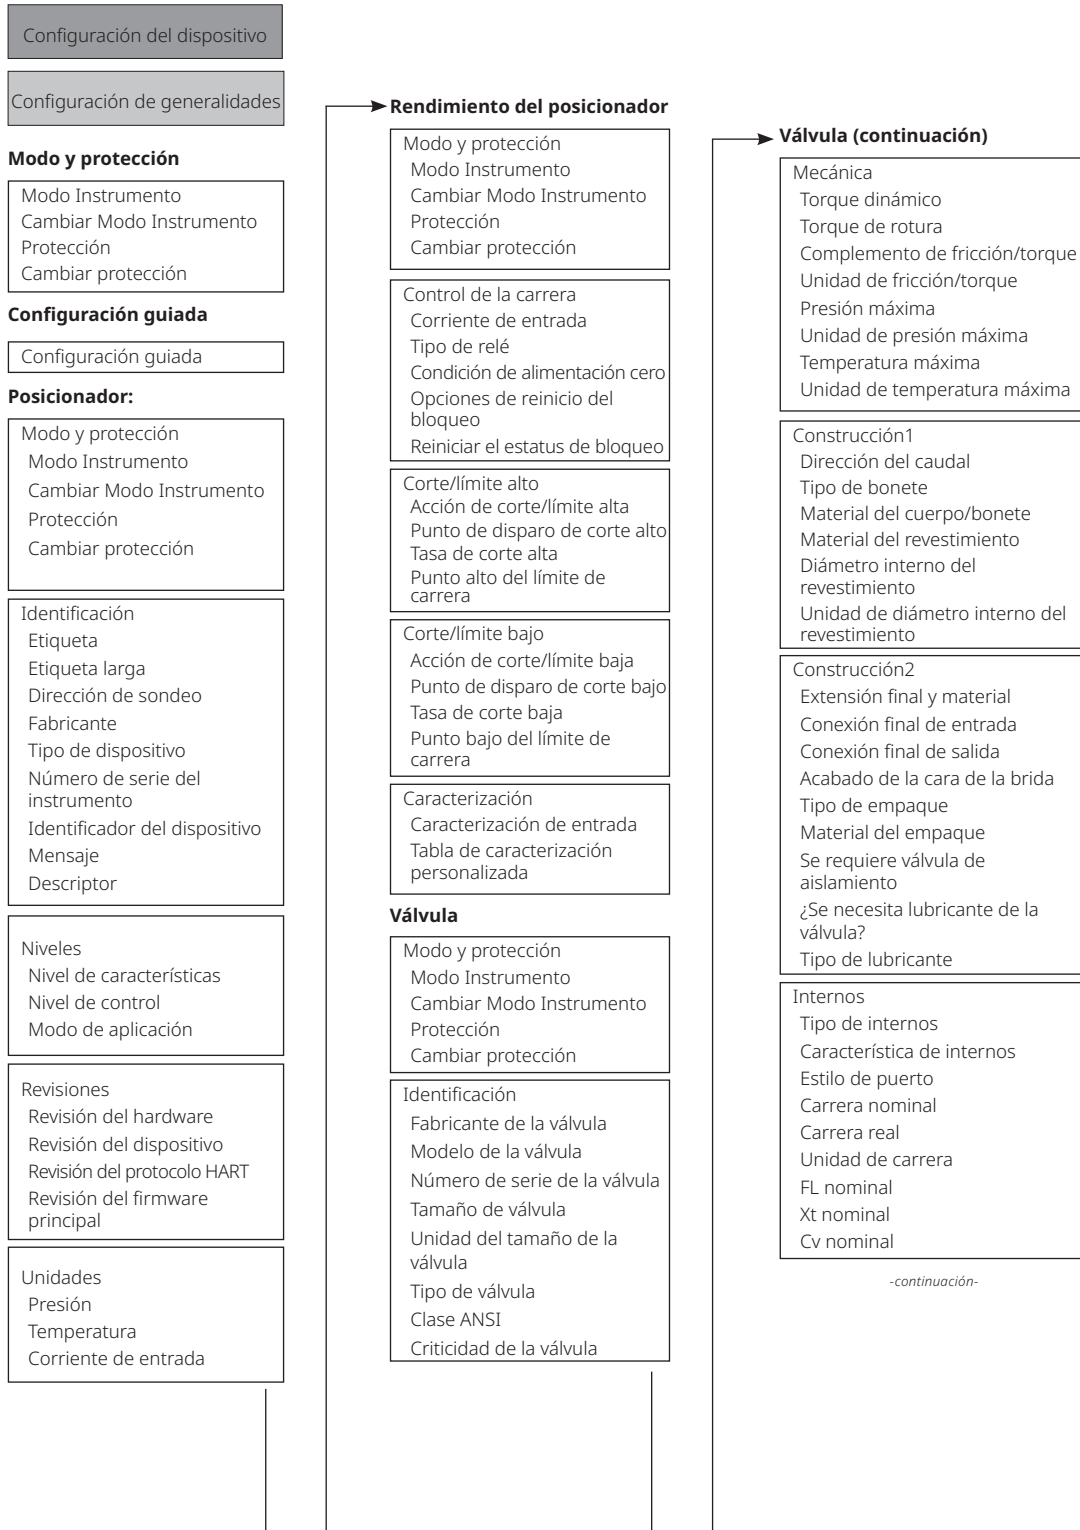 Configuración del dispositivo
Configuración de generalidades
Modo y protección
Modo Instrumento
Cambiar Modo Instrumento
Protección
Cambiar protección
Configuración guiada
Configuración guiada
Posicionador:
Modo y protección
Modo Instrumento
Cambiar Modo Instrumento
Protección
Cambiar protección
Identificación
Etiqueta
Etiqueta larga
Dirección de sondeo
Fabricante
Tipo de dispositivo
Número de serie del
instrumento
Identificador del dispositivo
Mensaje
Descriptor
Niveles
Nivel de características
Nivel de control
Modo de aplicación
Revisiones
Revisión del hardware
Revisión del dispositivo
Revisión del protocolo HART
Revisión del firmware
principal
Unidades
Presión
Temperatura
Corriente de entrada
Rendimiento del posicionador
Modo y protección
Modo Instrumento
Cambiar Modo Instrumento
Protección
Cambiar protección
Control de la carrera
Corriente de entrada
Tipo de relé
Condición de alimentación cero
Opciones de reinicio del
bloqueo
Reiniciar el estatus de bloqueo
Corte/límite alto
Acción de corte/límite alta
Punto de disparo de corte alto
Tasa de corte alta
Punto alto del límite de
carrera
Corte/límite bajo
Acción de corte/límite baja
Punto de disparo de corte bajo
Tasa de corte baja
Punto bajo del límite de
carrera
Caracterización
Caracterización de entrada
Tabla de caracterización
personalizada
Válvula
Modo y protección
Modo Instrumento
Cambiar Modo Instrumento
Protección
Cambiar protección
Identificación
Fabricante de la válvula
Modelo de la válvula
Número de serie de la válvula
Tamaño de válvula
Unidad del tamaño de la
válvula
Tipo de válvula
Clase ANSI
Criticidad de la válvula
Válvula (continuación)
Mecánica
Torque dinámico
Torque de rotura
Complemento de fricción/torque
Unidad de fricción/torque
Presión máxima
Unidad de presión máxima
Temperatura máxima
Unidad de temperatura máxima
Construcción1
Dirección del caudal
Tipo de bonete
Material del cuerpo/bonete
Material del revestimiento
Diámetro interno del
revestimiento
Unidad de diámetro interno del
revestimiento
Construcción2
Extensión final y material
Conexión final de entrada
Conexión final de salida
Acabado de la cara de la brida
Tipo de empaque
Material del empaque
Se requiere válvula de
aislamiento
¿Se necesita lubricante de la
válvula?
Tipo de lubricante
Internos
Tipo de internos
Característica de internos
Estilo de puerto
Carrera nominal
Carrera real
Unidad de carrera
FL nominal
Xt nominal
Cv nominal
-continuación-